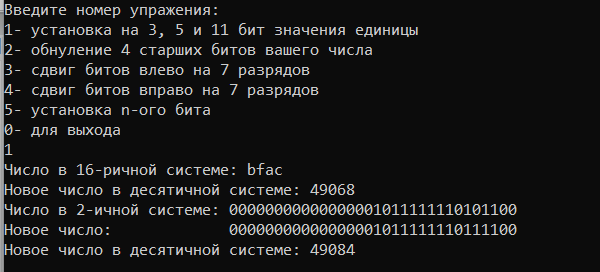 Введите номер упражения:
1- установка на 3, 5 и 11 бит значения единицы
2- обнуление 4 старших битов вашего числа
3- сдвиг битов влево на 7 разрядов
4- сдвиг битов вправо на 7 разрядов
5- установка n-ого бита
0- для выхода
1
Число в 16-ричной системе: bfac
Новое число в десятичной системе: 49068
Число в 2-ичной системе: 00000000000000001011111110101100
Новое число:             00000000000000001011111110111100
Новое число в десятичной системе: 49084